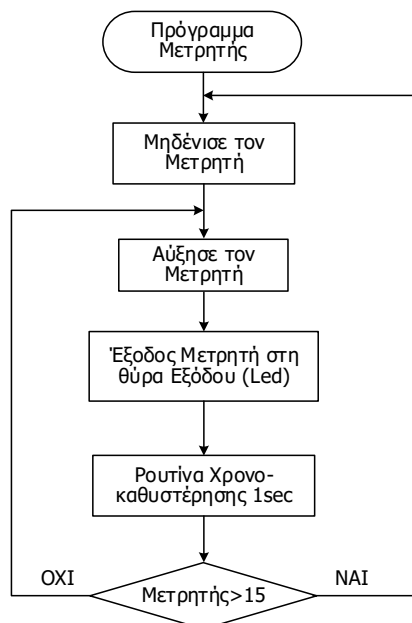 Πρόγραμμα
Μετρητής
Μηδένισε τον
Μετρητή
Αύξησε τον
Μετρητή
Έξοδος Μετρητή στη
θύρα Εξόδου (Led)
Ρουτίνα Χρονο-
καθυστέρησης 1sec
ΟΧΙ
ΝΑΙ
Μετρητής>15